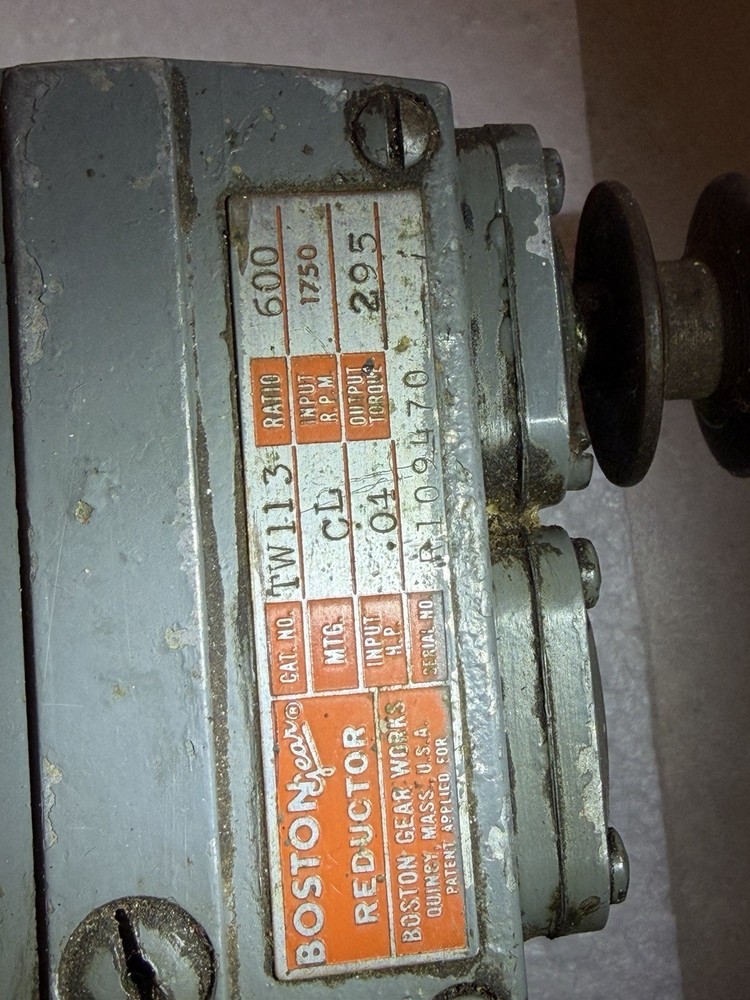 BOSTON gear®
REDUCTOR
BOSTON GEAR WORKS
QUINCY, MASS., U.S.A.
PATENT APPLIED FOR
CAT. NO. TW113 RATIO 600
MTG. CL INPUT R.P.M. 1750
INPUT H.P. .04 OUTPUT TORQUE 295
SERIAL NO. 109470